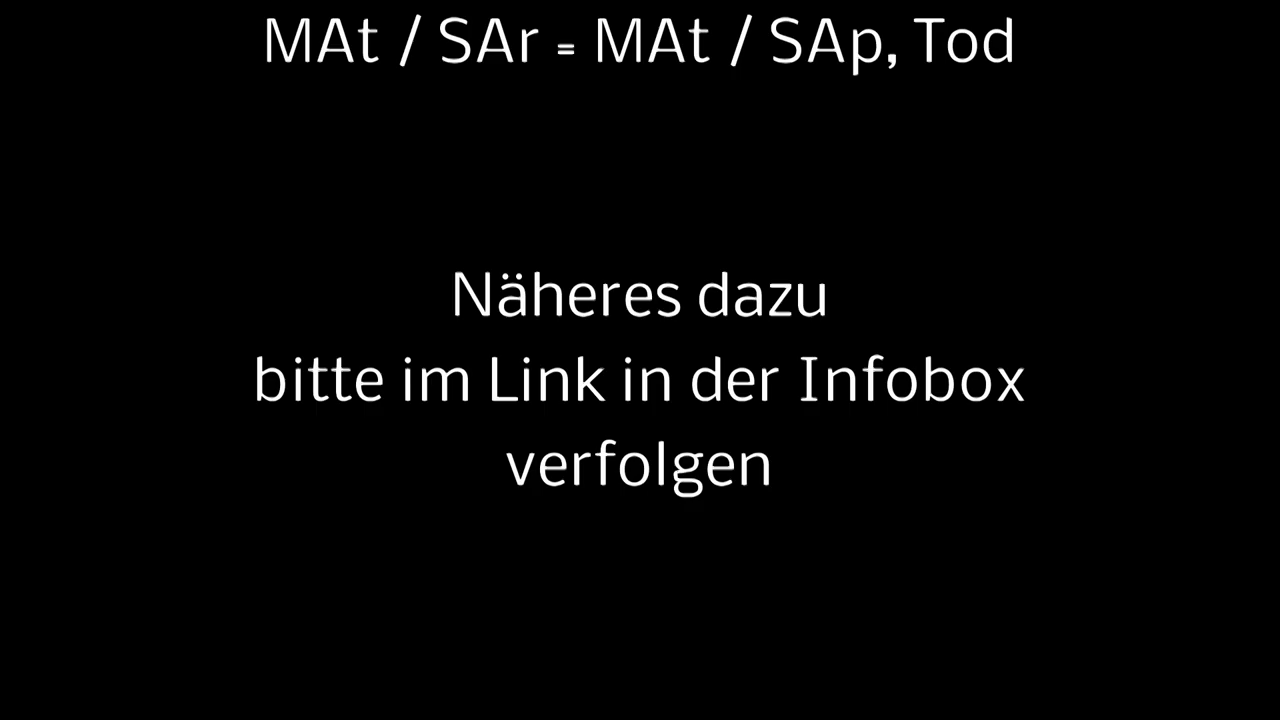 MAt / SAr = MAt / SAp, Tod
Näheres dazu
bitte im Link in der Infobox
verfolgen